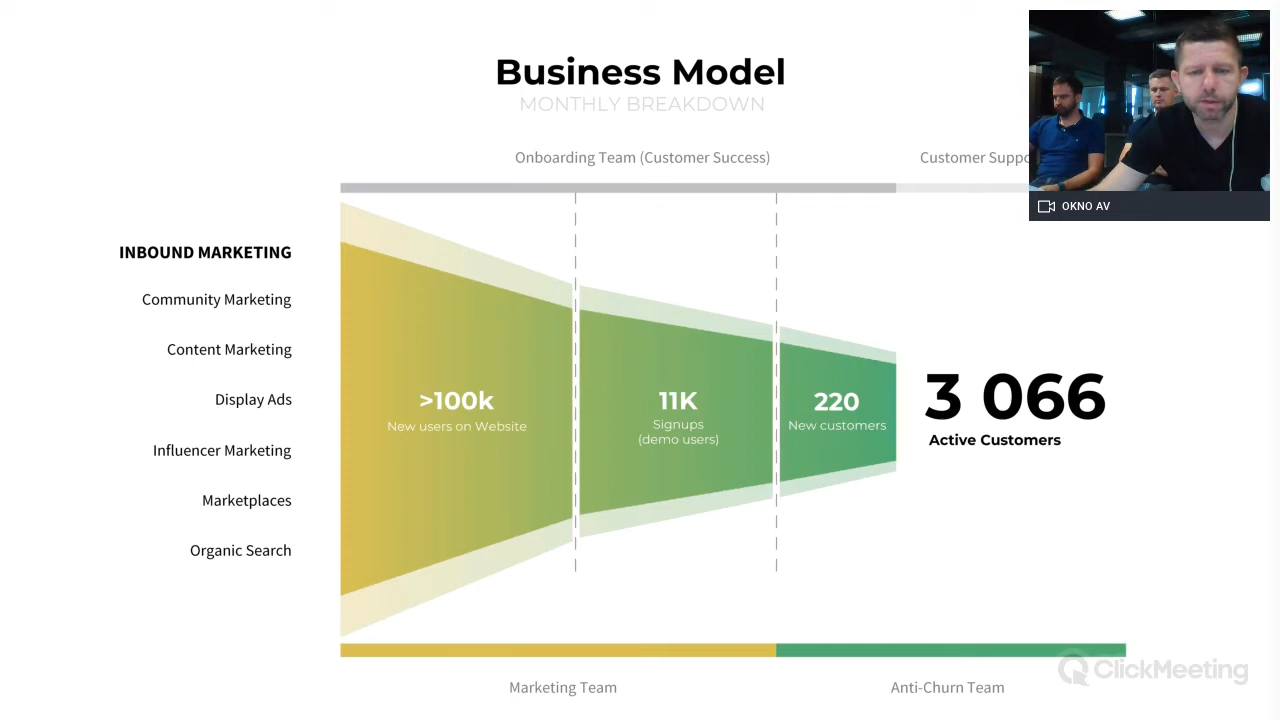 Business Model
MONTHLY BREAKDOWN
Onboarding Team (Customer Success)
Customer
OKNO AV
INBOUND MARKETING
Community Marketing
Content Marketing
Display Ads
Influencer Marketing
Marketplaces
Organic Search
>100k
New users on Website
11K
Signups
(demo users)
220
New customers
3 066
Active Customers
Marketing Team
Anti-Churn Team
ClickMeeting